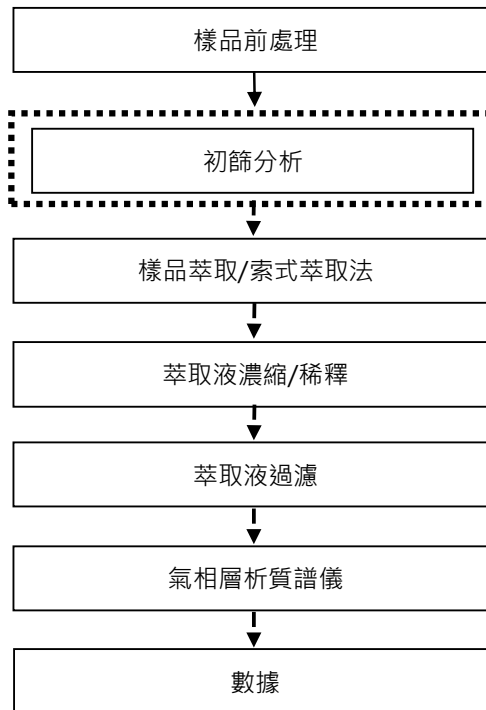 樣品前處理
初篩分析
樣品萃取/索式萃取法
萃取液濃縮/稀釋
萃取液過濾
氣相層析質譜儀
數據